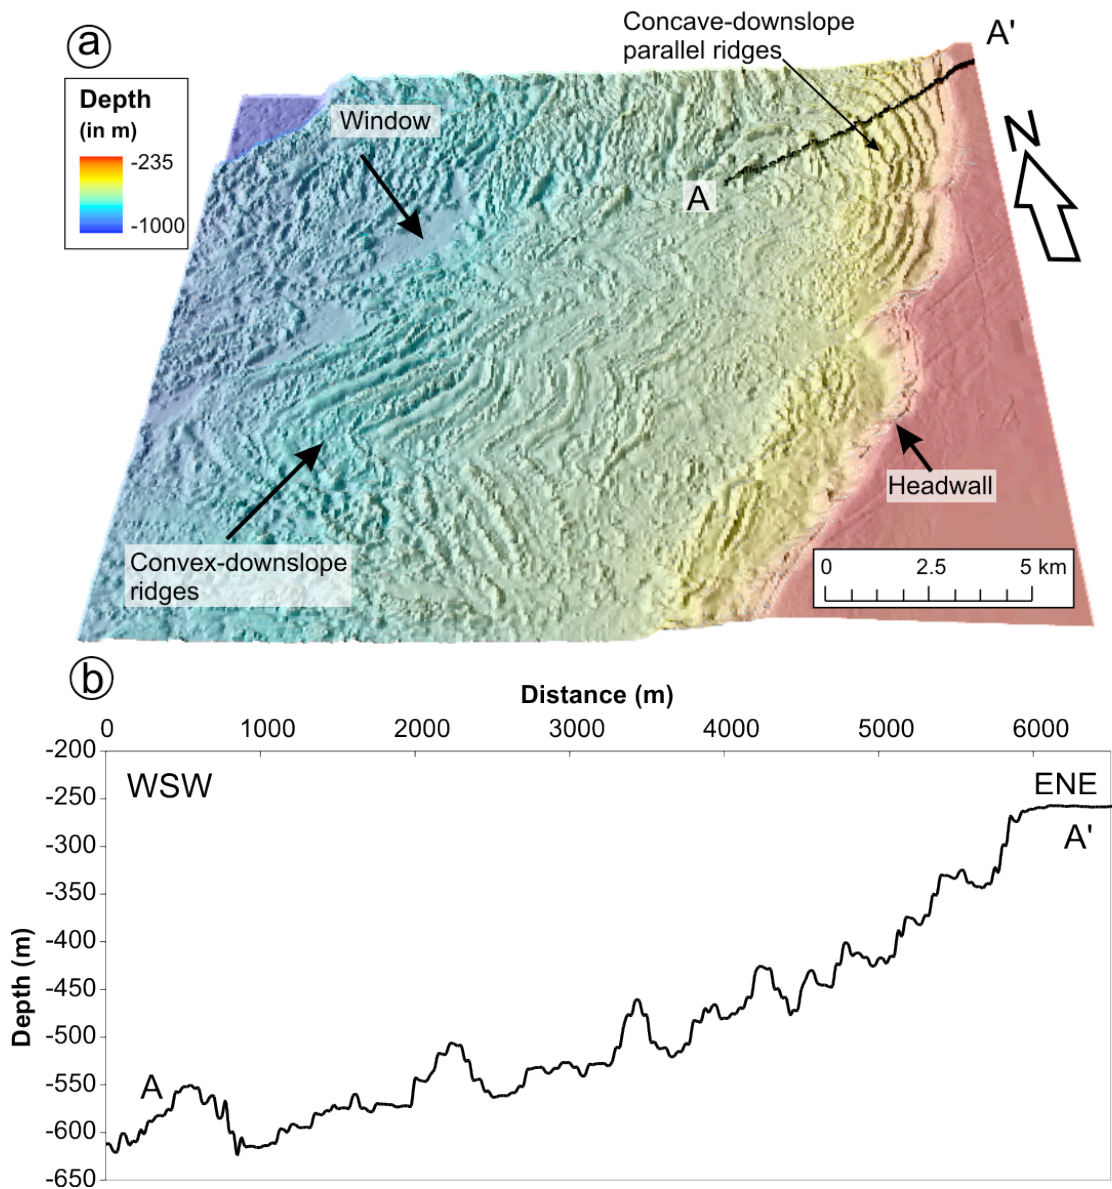 a
Concave-downslope
parallel ridges
A'
Depth
(in m)
-235
-1000
Window
N
A
Headwall
Convex-downslope
ridges
0 2.5 5 km
b
Distance (m)
0 1000 2000 3000 4000 5000 6000
-200
WSW ENE
-250
A'
-300
-350
-400
-450
-500
-550
-600
-650
Depth (m)
A